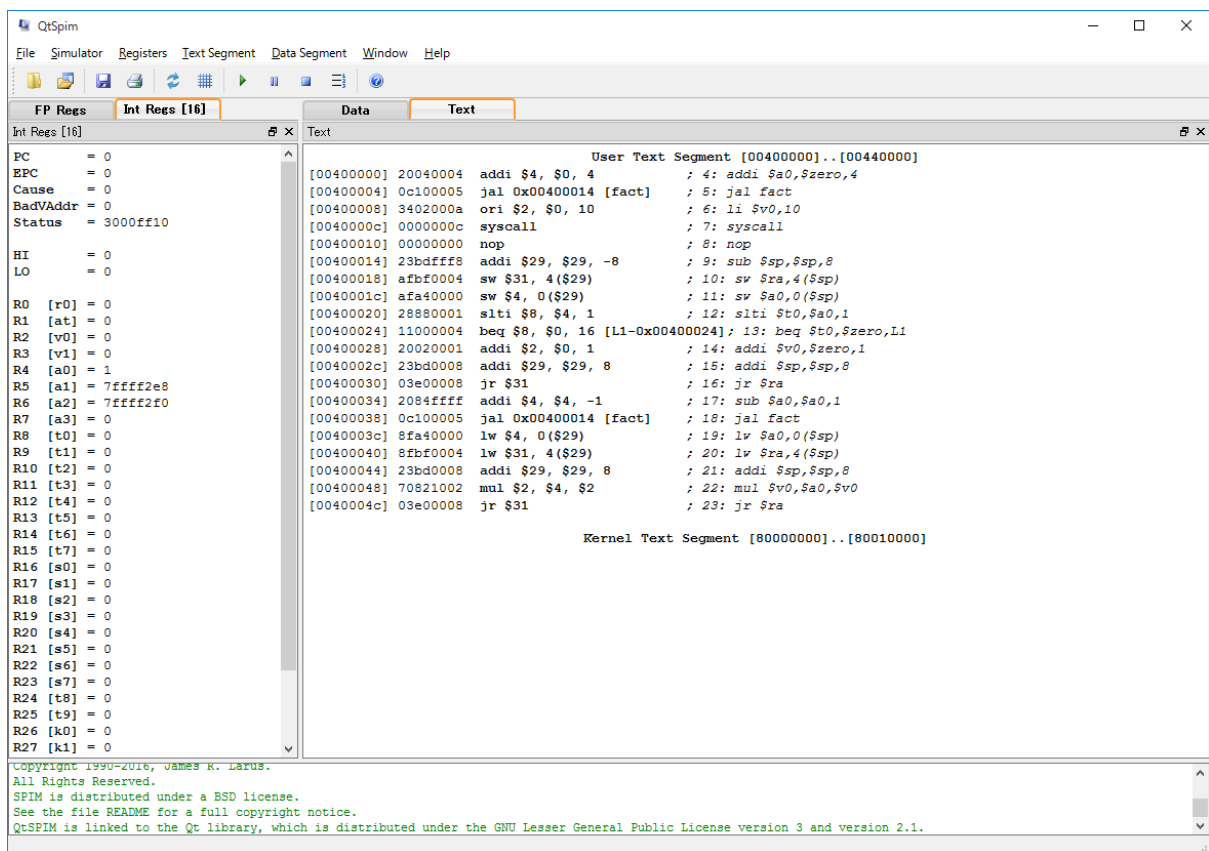 QtSpim
File Simulator Registers Text Segment Data Segment Window Help
FP Regs Int Regs [16] Data Text
Int Regs [16] Text
PC = 0
EPC = 0
Cause = 0
BadVAddr = 0
Status = 3000ff10
HI = 0
LO = 0
R0 [r0] = 0
R1 [at] = 0
R2 [v0] = 0
R3 [v1] = 0
R4 [a0] = 1
R5 [a1] = 7ffff2e8
R6 [a2] = 7ffff2f0
R7 [a3] = 0
R8 [t0] = 0
R9 [t1] = 0
R10 [t2] = 0
R11 [t3] = 0
R12 [t4] = 0
R13 [t5] = 0
R14 [t6] = 0
R15 [t7] = 0
R16 [s0] = 0
R17 [s1] = 0
R18 [s2] = 0
R19 [s3] = 0
R20 [s4] = 0
R21 [s5] = 0
R22 [s6] = 0
R23 [s7] = 0
R24 [t8] = 0
R25 [t9] = 0
R26 [k0] = 0
R27 [k1] = 0
User Text Segment [00400000]..[00440000]
[00400000] 20040004 addi $4, $0, 4 ; 4: addi $a0,$zero,4
[00400004] 0c100005 jal 0x00400014 [fact] ; 5: jal fact
[00400008] 3402000a ori $2, $0, 10 ; 6: li $v0,10
[0040000c] 0000000c syscall ; 7: syscall
[00400010] 00000000 nop ; 8: nop
[00400014] 23bdfff8 addi $29, $29, -8 ; 9: sub $sp,$sp,8
[00400018] afbf0004 sw $31, 4($29) ; 10: sw $ra,4($sp)
[0040001c] afa40000 sw $4, 0($29) ; 11: sw $a0,0($sp)
[00400020] 28880001 slti $8, $4, 1 ; 12: slti $t0,$a0,1
[00400024] 11000004 beq $8, $0, 16 [L1-0x00400024]; 13: beq $t0,$zero,L1
[00400028] 20020001 addi $2, $0, 1 ; 14: addi $v0,$zero,1
[0040002c] 23bd0008 addi $29, $29, 8 ; 15: addi $sp,$sp,8
[00400030] 03e00008 jr $31 ; 16: jr $ra
[00400034] 2084ffff addi $4, $4, -1 ; 17: sub $a0,$a0,1
[00400038] 0c100005 jal 0x00400014 [fact] ; 18: jal fact
[0040003c] 8fa40000 lw $4, 0($29) ; 19: lw $a0,0($sp)
[00400040] 8fbf0004 lw $31, 4($29) ; 20: lw $ra,4($sp)
[00400044] 23bd0008 addi $29, $29, 8 ; 21: addi $sp,$sp,8
[00400048] 70821002 mul $2, $4, $2 ; 22: mul $v0,$a0,$v0
[0040004c] 03e00008 jr $31 ; 23: jr $ra
Kernel Text Segment [80000000]..[80010000]
Copyright 1990-2016, James R. Larus.
All Rights Reserved.
SPIM is distributed under a BSD license.
See the file README for a full copyright notice.
QtSPIM is linked to the Qt library, which is distributed under the GNU Lesser General Public License version 3 and version 2.1.